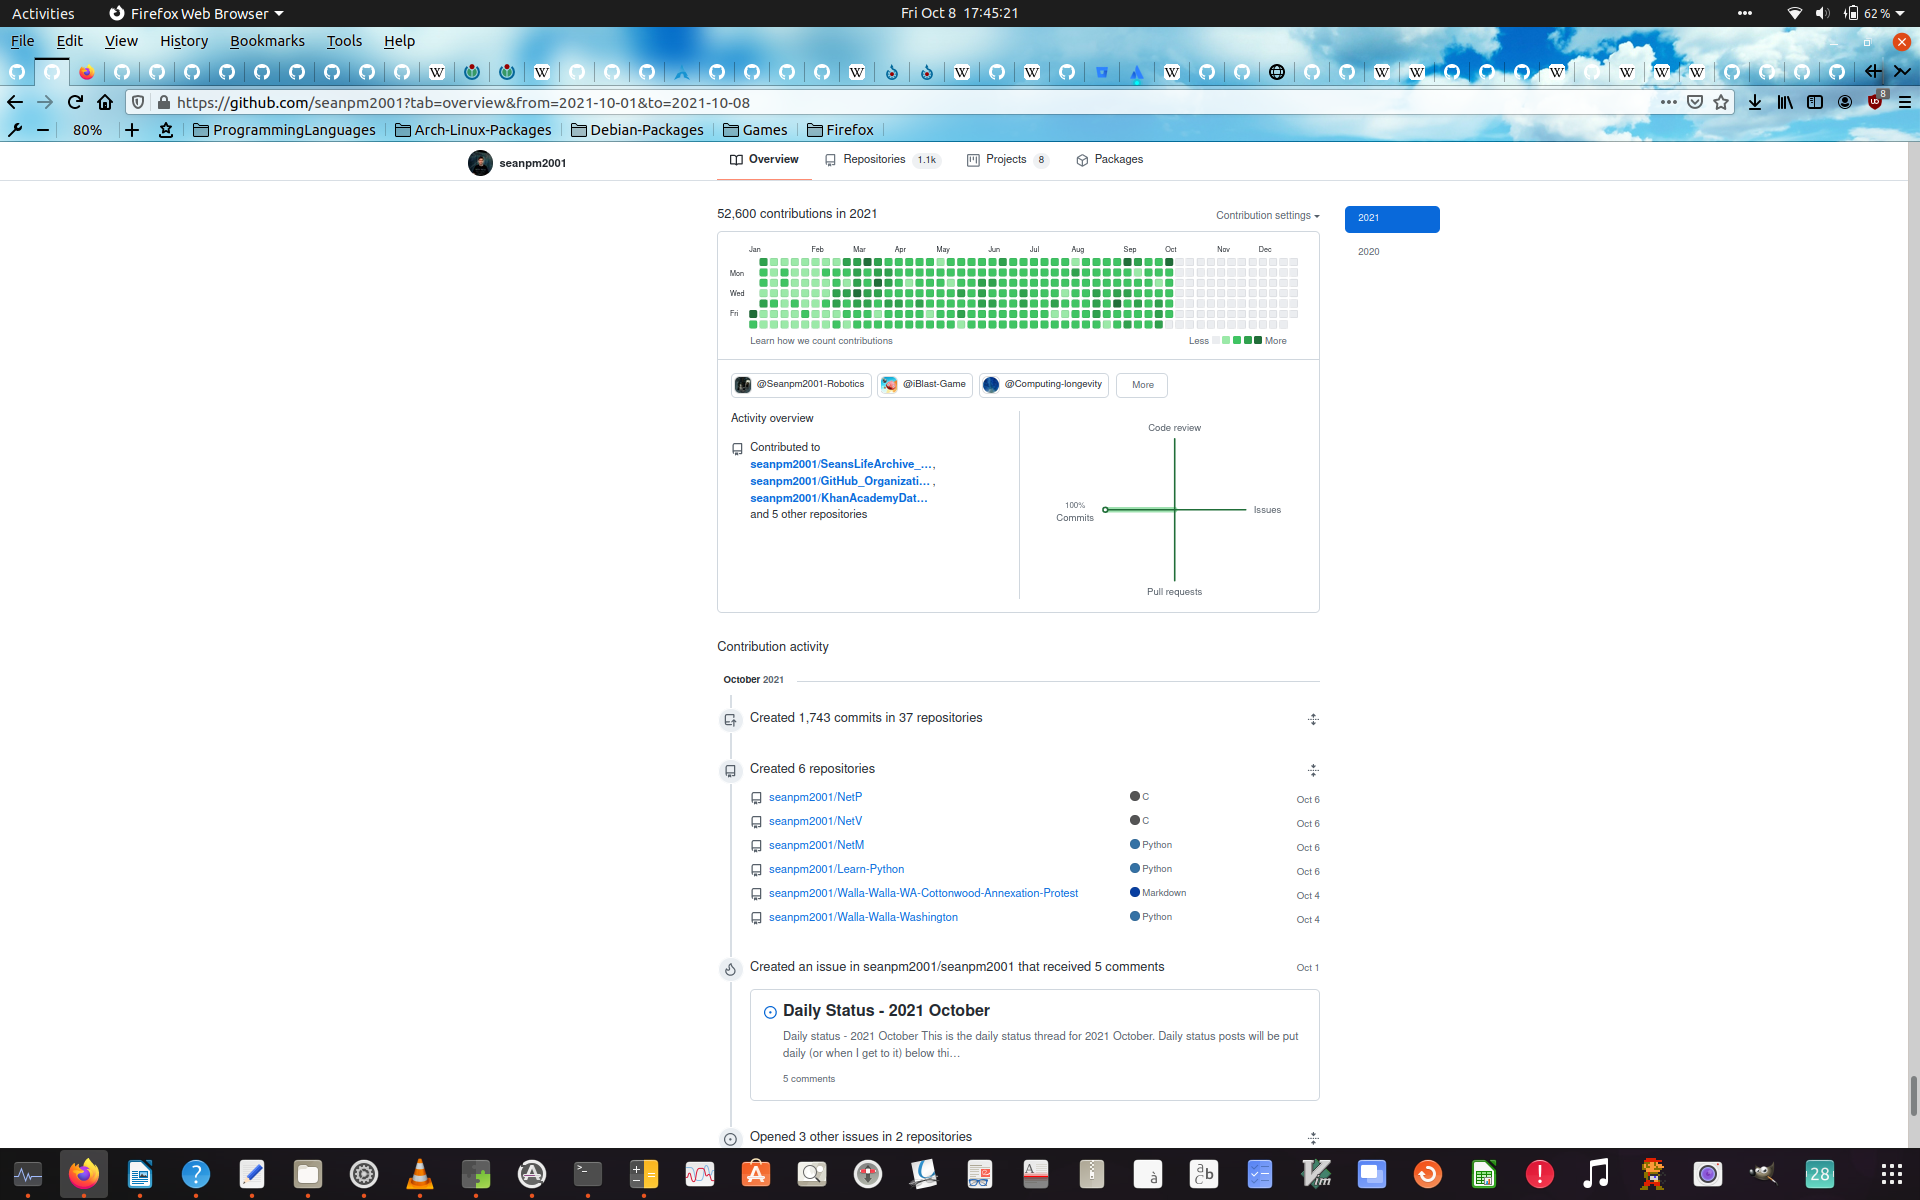 Activities
Firefox Web Browser
Fri Oct 8 17:45:21
62 %
File Edit View History Bookmarks Tools Help
https://github.com/seanpm2001?tab=overview&from=2021-10-01&to=2021-10-08
8
80%
ProgrammingLanguages
Arch-Linux-Packages
Debian-Packages
Games
Firefox
seanpm2001
Overview
Repositories 1.1k
Projects 8
Packages
52,600 contributions in 2021
Contribution settings
2021
2020
Jan Feb Mar Apr May Jun Jul Aug Sep Oct Nov Dec
Mon
Wed
Fri
Learn how we count contributions
Less
More
@Seanpm2001-Robotics
@iBlast-Game
@Computing-longevity
More
Activity overview
Contributed to
seanpm2001/SeansLifeArchive_…,
seanpm2001/GitHub_Organizati… ,
seanpm2001/KhanAcademyDat…
and 5 other repositories
Code review
100%
Commits
Issues
Pull requests
Contribution activity
October 2021
Created 1,743 commits in 37 repositories
Created 6 repositories
seanpm2001/NetP C Oct 6
seanpm2001/NetV C Oct 6
seanpm2001/NetM Python Oct 6
seanpm2001/Learn-Python Python Oct 6
seanpm2001/Walla-Walla-WA-Cottonwood-Annexation-Protest Markdown Oct 4
seanpm2001/Walla-Walla-Washington Python Oct 4
Created an issue in seanpm2001/seanpm2001 that received 5 comments Oct 1
Daily Status - 2021 October
Daily status - 2021 October This is the daily status thread for 2021 October. Daily status posts will be put
daily (or when I get to it) below thi…
5 comments
Opened 3 other issues in 2 repositories
28